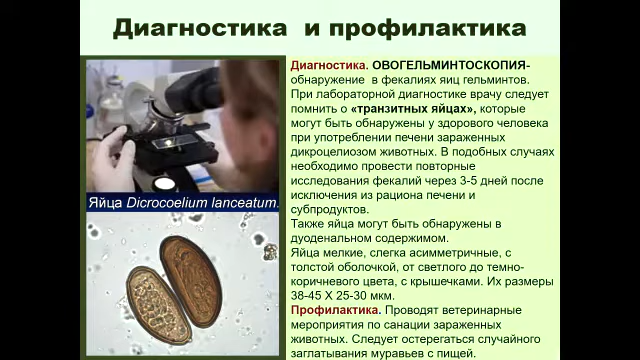 Диагностика и профилактика
Диагностика. ОВОГЕЛЬМИНТОСКОПИЯ-
обнаружение в фекалиях яиц гельминтов.
При лабораторной диагностике врачу следует
помнить о «транзитных яйцах», которые
могут быть обнаружены у здорового человека
при употреблении печени зараженных
дикроцелиозом животных. В подобных случаях
необходимо провести повторные
исследования фекалий через 3-5 дней после
исключения из рациона печени и
субпродуктов.
Также яйца могут быть обнаружены в
дуоденальном содержимом.
Яйца мелкие, слегка асимметричные, с
толстой оболочкой, от светлого до темно-
коричневого цвета, с крышечками. Их размеры
38-45 Х 25-30 мкм.
Профилактика. Проводят ветеринарные
мероприятия по санации зараженных
животных. Следует остерегаться случайного
заглатывания муравьев с пищей.
Яйца Dicrocoelium lanceatum.